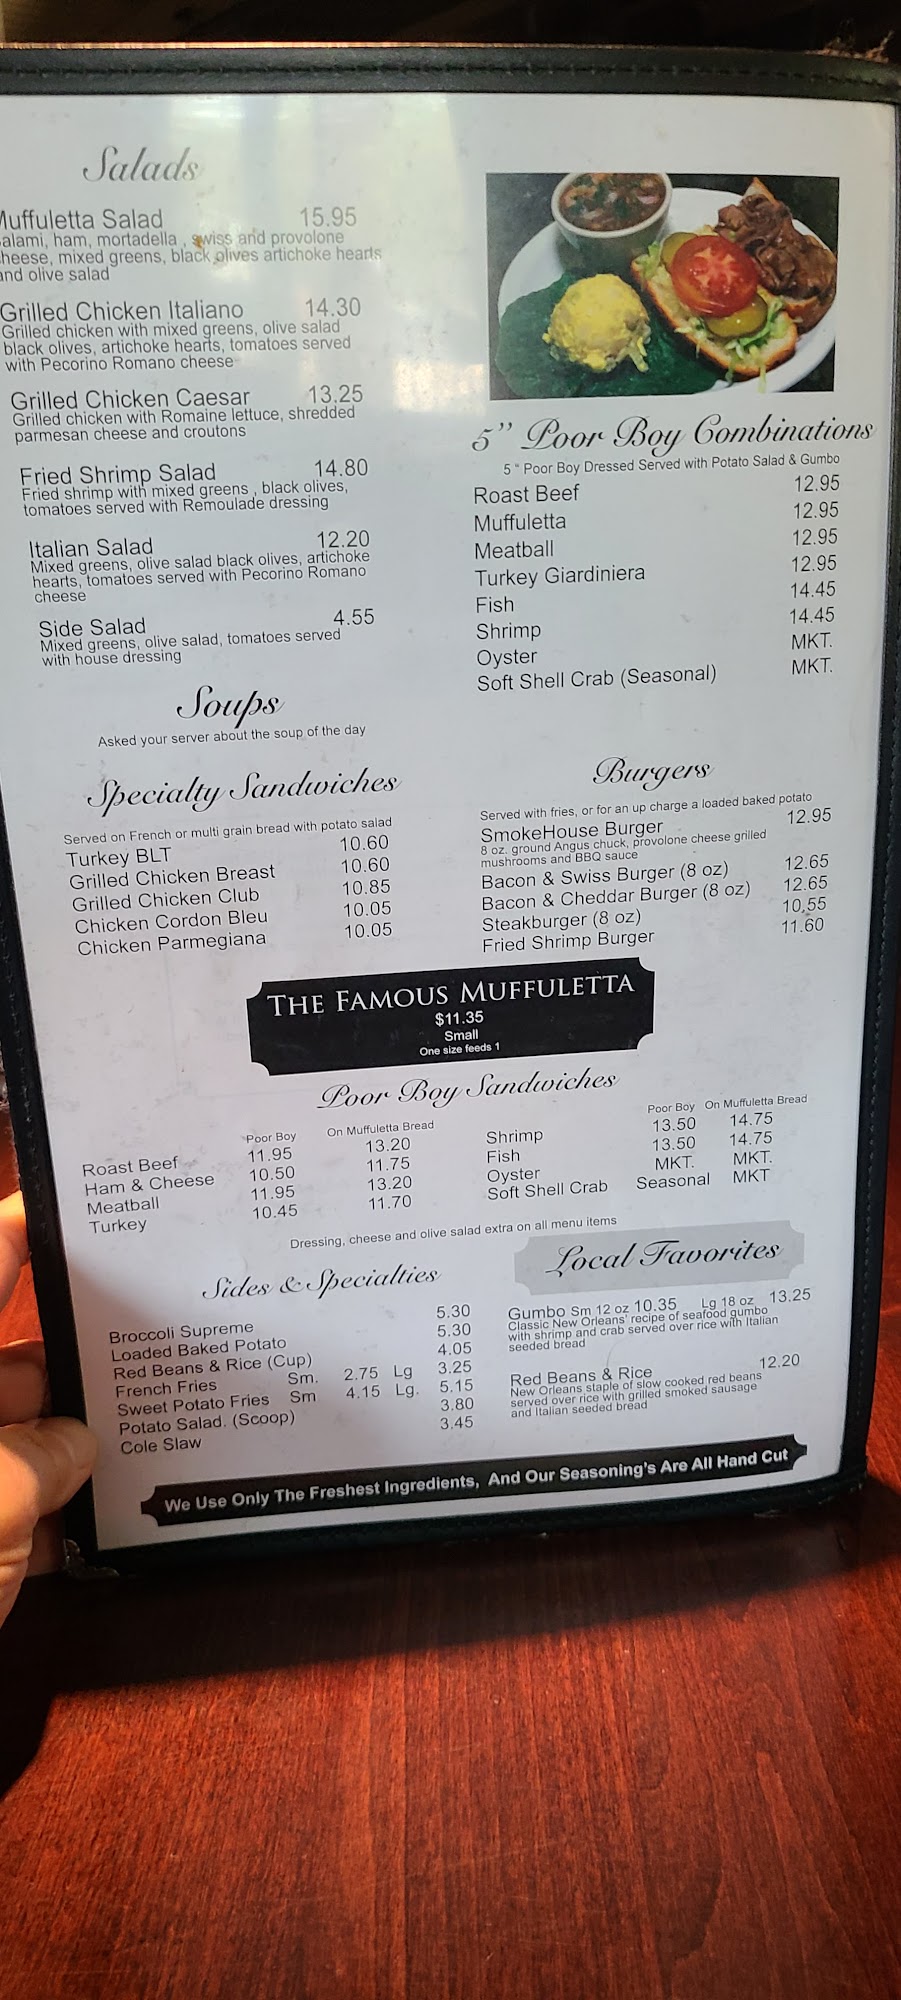 Salads
Muffuletta Salad 15.95
salami, ham, mortadella , swiss and provolone
cheese, mixed greens, black olives artichoke hearts
and olive salad
Grilled Chicken Italiano 14.30
Grilled chicken with mixed greens, olive salad
black olives, artichoke hearts, tomatoes served
with Pecorino Romano cheese
Grilled Chicken Caesar 13.25
Grilled chicken with Romaine lettuce, shredded
parmesan cheese and croutons
Fried Shrimp Salad 14.80
Fried shrimp with mixed greens , black olives,
tomatoes served with Remoulade dressing
Italian Salad 12.20
Mixed greens, olive salad black olives, artichoke
hearts, tomatoes served with Pecorino Romano
cheese
Side Salad 4.55
Mixed greens, olive salad, tomatoes served
with house dressing
Soups
Asked your server about the soup of the day
Specialty Sandwiches
Served on French or multi grain bread with potato salad
Turkey BLT 10.60
Grilled Chicken Breast 10.60
Grilled Chicken Club 10.85
Chicken Cordon Bleu 10.05
Chicken Parmegiana 10.05
5" Poor Boy Combinations
5 " Poor Boy Dressed Served with Potato Salad & Gumbo
Roast Beef 12.95
Muffuletta 12.95
Meatball 12.95
Turkey Giardiniera 12.95
Fish 14.45
Shrimp 14.45
Oyster MKT.
Soft Shell Crab (Seasonal) MKT.
Burgers
Served with fries, or for an up charge a loaded baked potato
SmokeHouse Burger 12.95
8 oz. ground Angus chuck, provolone cheese grilled
mushrooms and BBQ sauce
Bacon & Swiss Burger (8 oz) 12.65
Bacon & Cheddar Burger (8 oz) 12.65
Steakburger (8 oz) 10.55
Fried Shrimp Burger 11.60
THE FAMOUS MUFFULETTA
$11.35
Small
One size feeds 1
Poor Boy Sandwiches
Poor Boy On Muffuletta Bread
Roast Beef 11.95 13.20
Ham & Cheese 10.50 11.75
Meatball 11.95 13.20
Turkey 10.45 11.70
Poor Boy On Muffuletta Bread
Shrimp 13.50 14.75
Fish 13.50 14.75
Oyster MKT. MKT.
Soft Shell Crab Seasonal MKT
Dressing, cheese and olive salad extra on all menu items
Sides & Specialties
Broccoli Supreme 5.30
Loaded Baked Potato 5.30
Red Beans & Rice (Cup) 4.05
French Fries Sm. 2.75 Lg 3.25
Sweet Potato Fries Sm 4.15 Lg. 5.15
Potato Salad. (Scoop) 3.80
Cole Slaw 3.45
Local Favorites
Gumbo Sm 12 oz 10.35 Lg 18 oz 13.25
Classic New Orleans' recipe of seafood gumbo
with shrimp and crab served over rice with Italian
seeded bread
Red Beans & Rice 12.20
New Orleans staple of slow cooked red beans
served over rice with grilled smoked sausage
and Italian seeded bread
We Use Only The Freshest Ingredients, And Our Seasoning's Are All Hand Cut